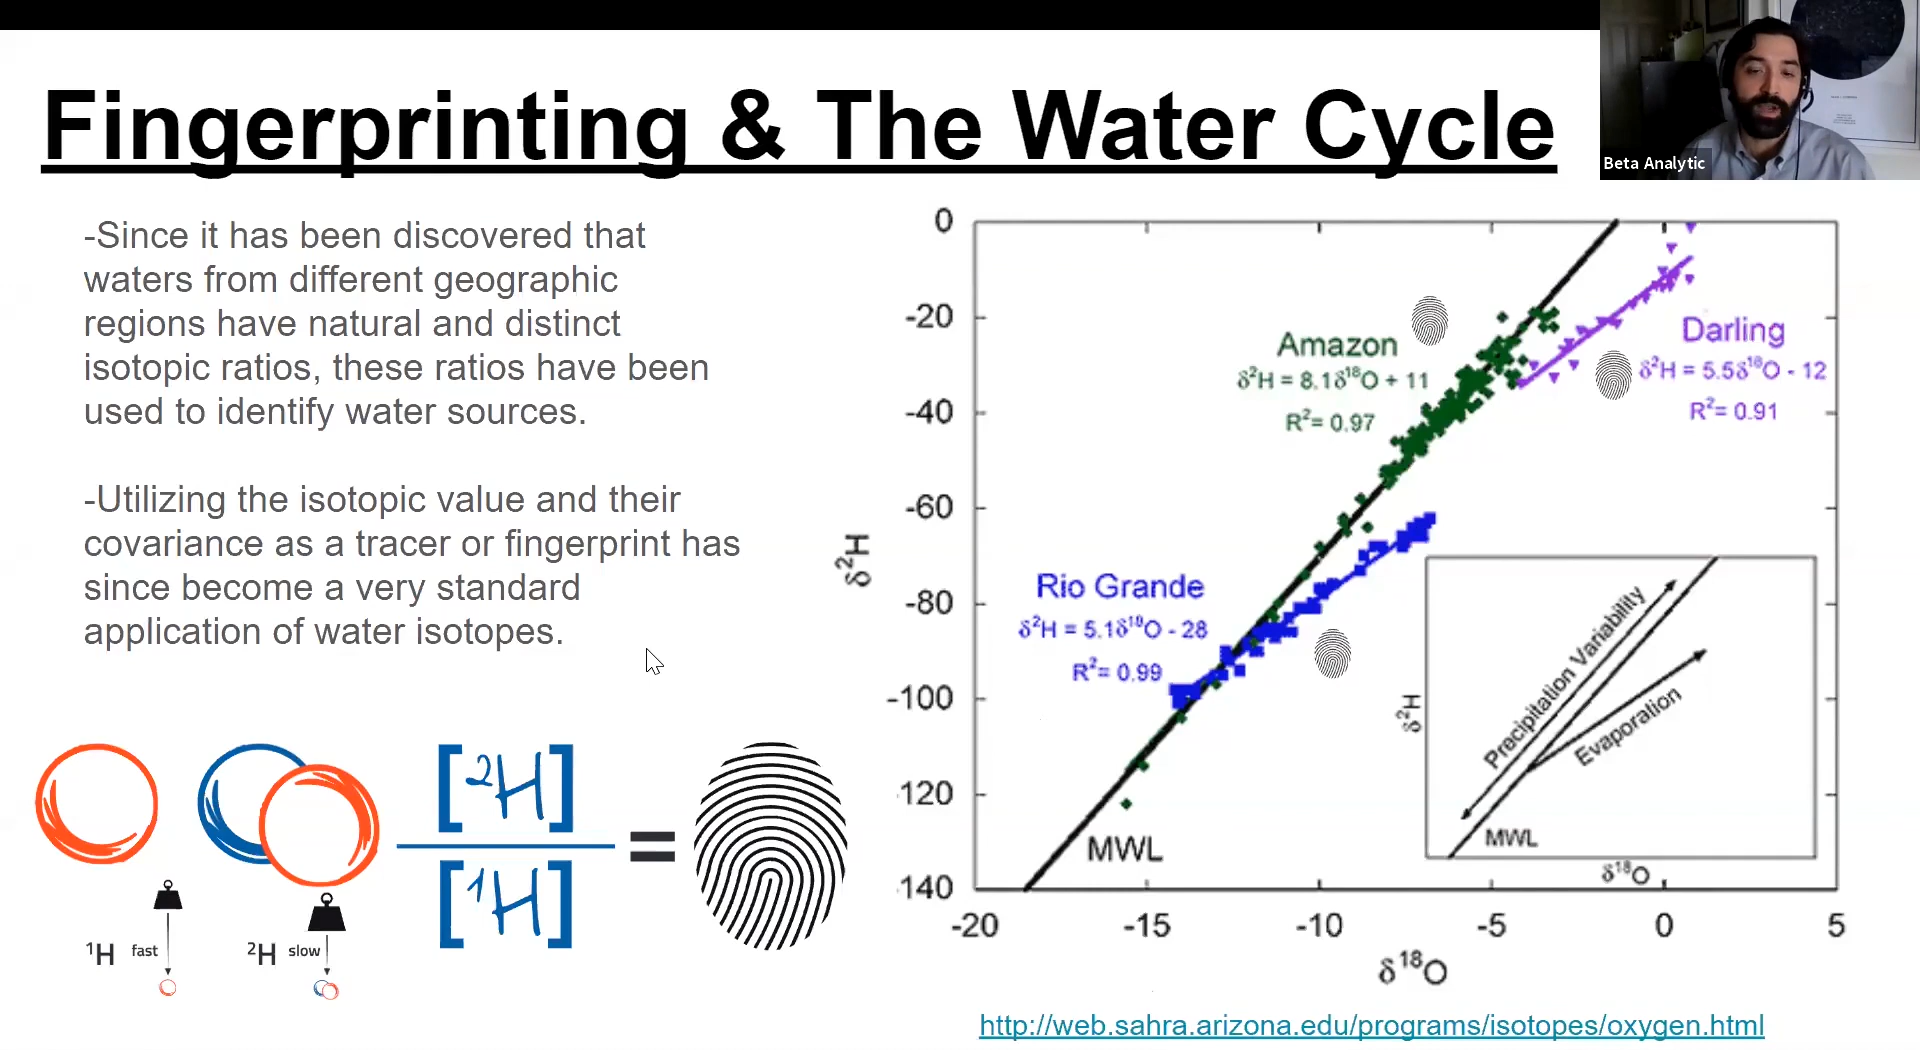 Fingerprinting & The Water Cycle
Beta Analytic
-Since it has been discovered that
waters from different geographic
regions have natural and distinct
isotopic ratios, these ratios have been
used to identify water sources.
-Utilizing the isotopic value and their
covariance as a tracer or fingerprint has
since become a very standard
application of water isotopes.
¹H fast
²H slow
[²H]
[¹H]
=
0
-20
-40
-60
-80
-100
120
140
δ²H
Amazon
δ²H = 8.1δ¹⁸O + 11
R²= 0.97
Darling
δ²H = 5.5δ¹⁸O - 12
R²= 0.91
Rio Grande
δ²H = 5.1δ¹⁸O - 28
R²= 0.99
MWL
Precipitation Variability
Evaporation
δ²H
MWL
δ¹⁸O
-20 -15 -10 -5 0 5
δ¹⁸O
http://web.sahra.arizona.edu/programs/isotopes/oxygen.html